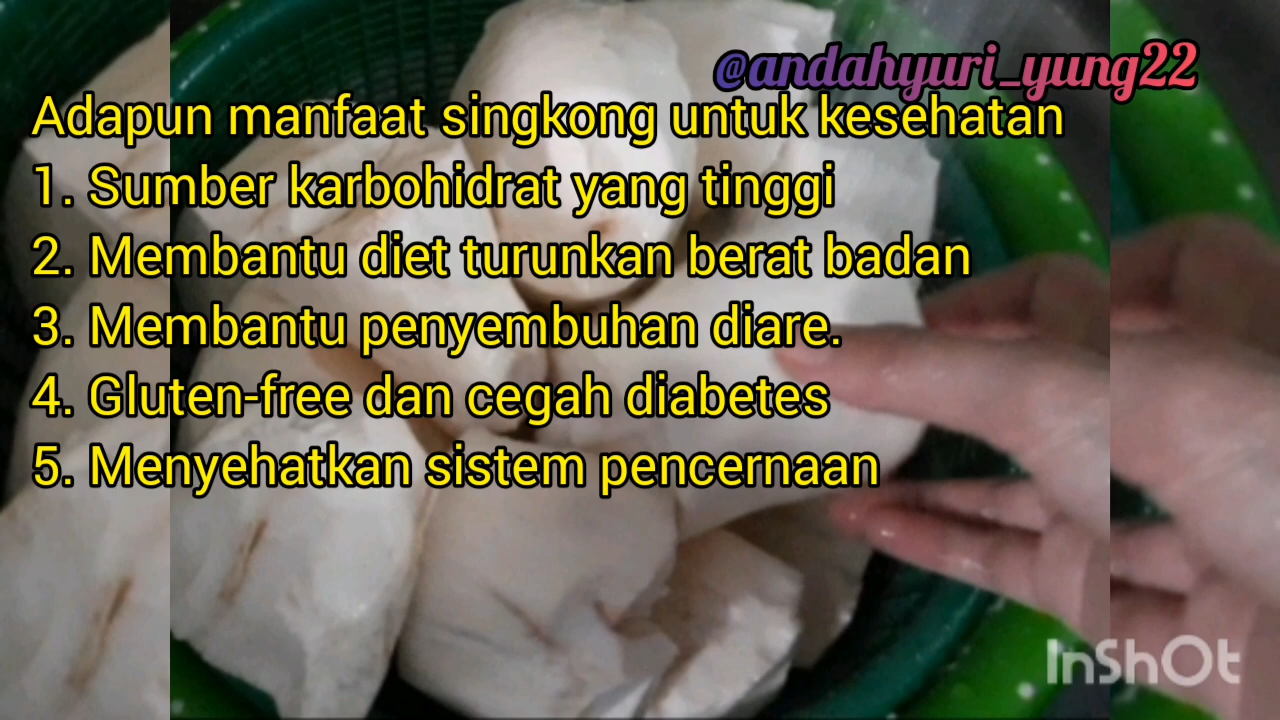 @andahyuri_yung22
Adapun manfaat singkong untuk kesehatan
1. Sumber karbohidrat yang tinggi
2. Membantu diet turunkan berat badan
3. Membantu penyembuhan diare.
4. Gluten-free dan cegah diabetes
5. Menyehatkan sistem pencernaan
InShOt